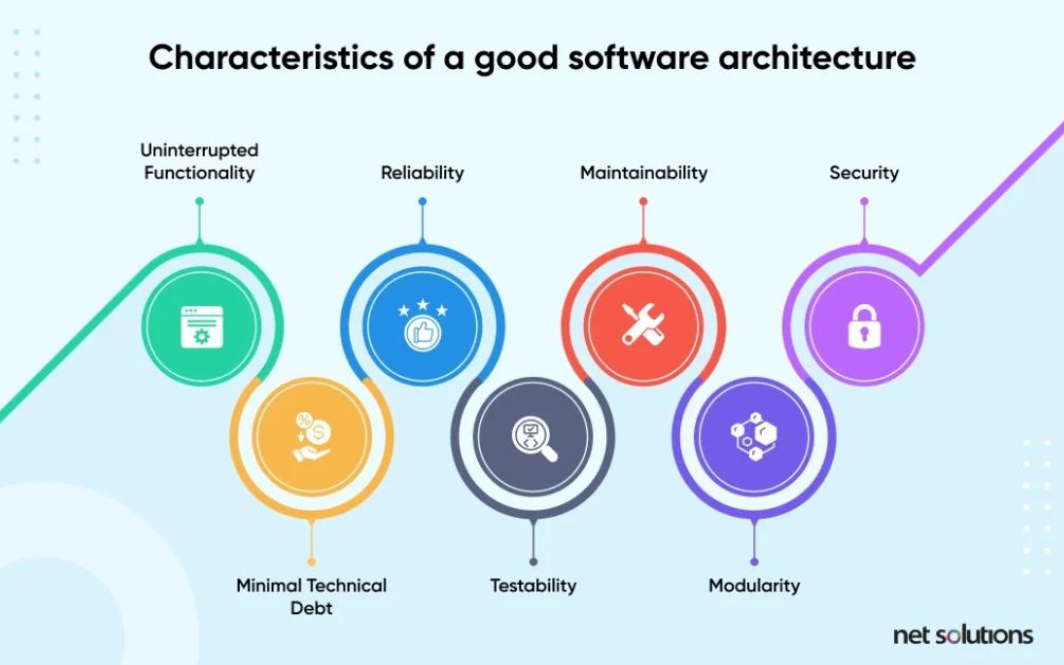 Characteristics of a good software architecture
Uninterrupted
Functionality
Reliability
Maintainability
Security
Minimal Technical
Debt
Testability
Modularity
net solutions